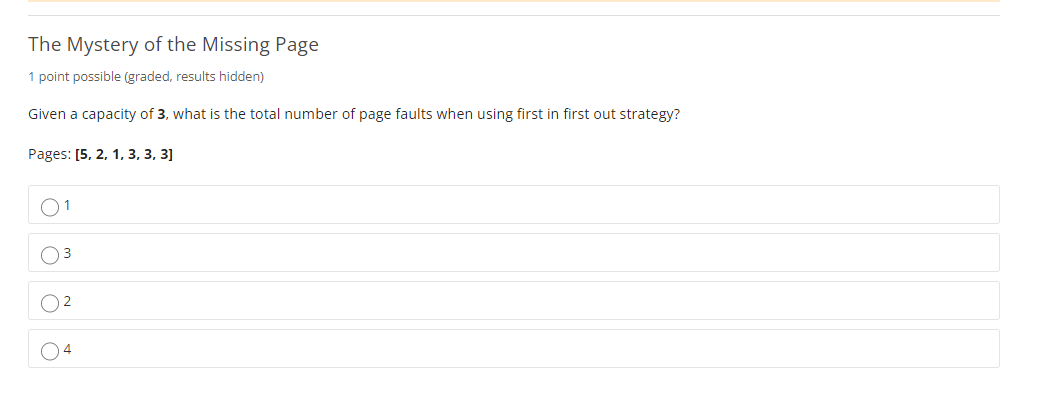 The Mystery of the Missing Page
1 point possible (graded, results hidden)
Given a capacity of 3, what is the total number of page faults when using first in first out strategy?
Pages: [5, 2, 1, 3, 3, 3]
1
3
2
4